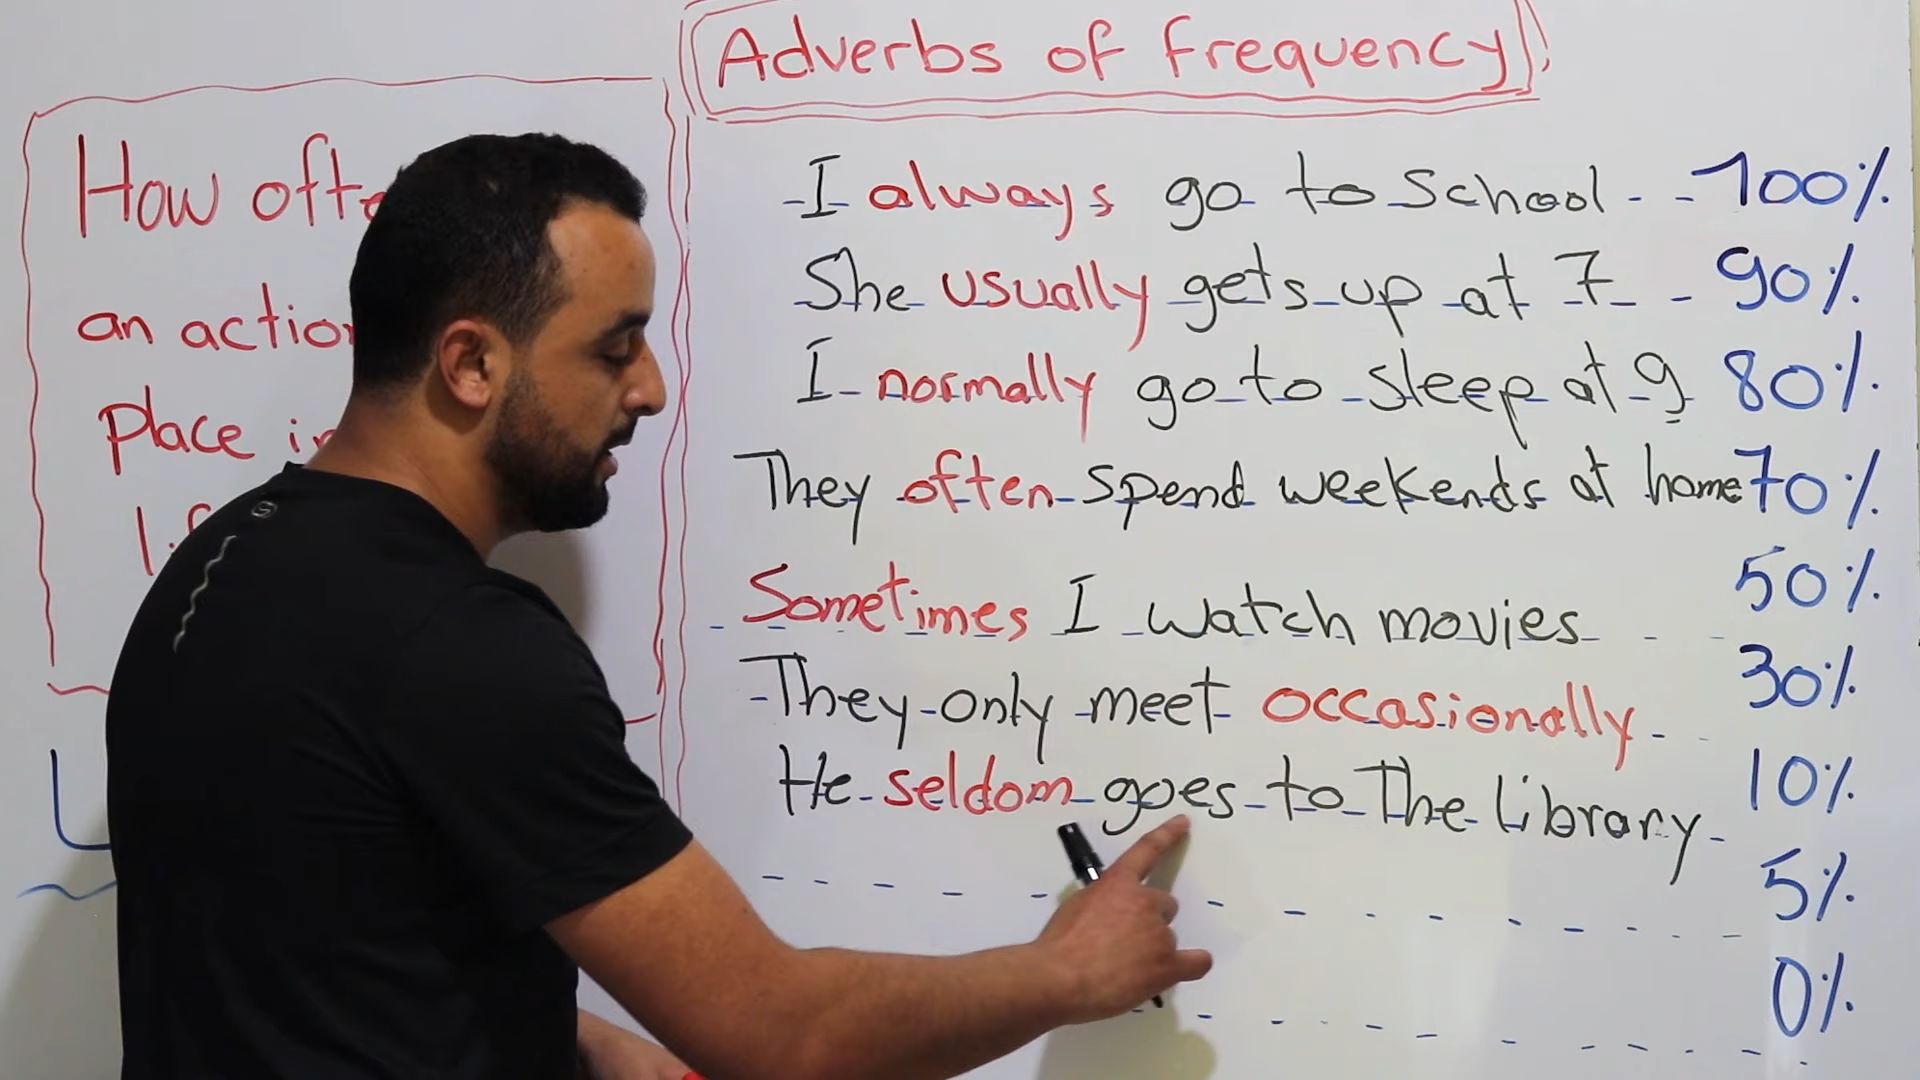 Adverbs of frequency
How
an action
Place
I always go to School 100%
She usually gets up at 7 90%
I normally go to sleep at 9 80%
They often spend weekends at home 70%
Sometimes I watch movies 50%
They only meet occasionally 30%
He seldom goes to The library 10%
5%
0%